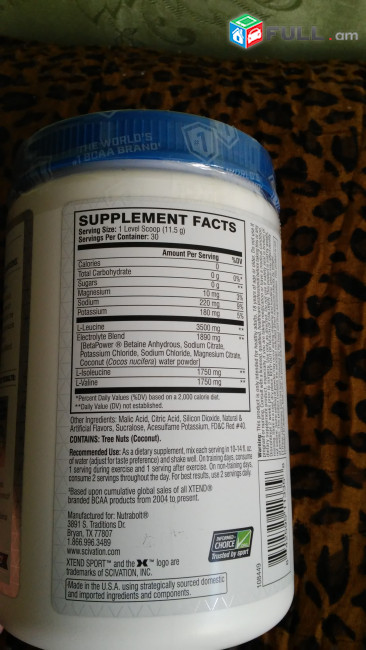 FULL.am
THE WORLD'S
#1 BCAA BRAND¹
SUPPLEMENT FACTS
Serving Size: 1 Level Scoop (11.5 g)
Servings Per Container: 30
Amount Per Serving %DV
Calories 0
Total Carbohydrate 0 g 0%*
Sugars 0 g **
Magnesium 10 mg 3%
Sodium 220 mg 9%
Potassium 180 mg 5%
L-Leucine 3500 mg **
Electrolyte Blend 1890 mg **
[BetaPower ® Betaine Anhydrous, Sodium Citrate,
Potassium Chloride, Sodium Chloride, Magnesium Citrate,
Coconut (Cocos nucifera) water powder]
L-Isoleucine 1750 mg **
L-Valine 1750 mg **
*Percent Daily Values (%DV) based on a 2,000 calorie diet.
**Daily Value (DV) not established.
Other Ingredients: Malic Acid, Citric Acid, Silicon Dioxide, Natural &
Artificial Flavors, Sucralose, Acesulfame Potassium, FD&C Red #40.
CONTAINS: Tree Nuts (Coconut).
Recommended Use: As a dietary supplement, mix each serving in 10-14 fl. oz.
of water (adjust for taste preference) and shake well. On training days, consume
1 serving during exercise and 1 serving after exercise. On non-training days,
consume 2 servings throughout the day. For best results, use 2 servings daily.
¹Based upon cumulative global sales of all XTEND®
branded BCAA products from 2004 to present.
Manufactured for: Nutrabolt®
3891 S. Traditions Dr.
Bryan, TX 77807
1.866.996.3489
www.scivation.com
XTEND SPORT™ and the X™ logo are
trademarks of SCIVATION, INC.
INFORMED-
CHOICE
Trusted by sport
Made in the U.S.A. using strategically sourced domestic
and imported ingredients and components.
108449